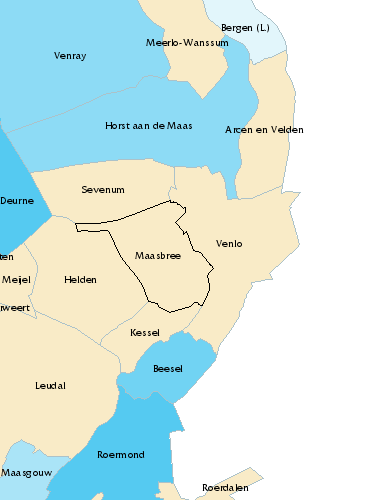 Bergen (L)
Meerlo-Wanssum
Venray
Horst aan de Maas
Arcen en Velden
Sevenum
Deurne
Venlo
ten
Maasbree
Meijel
Helden
rweert
Kessel
Beesel
Leudal
Roermond
Maasgouw
Roerdalen